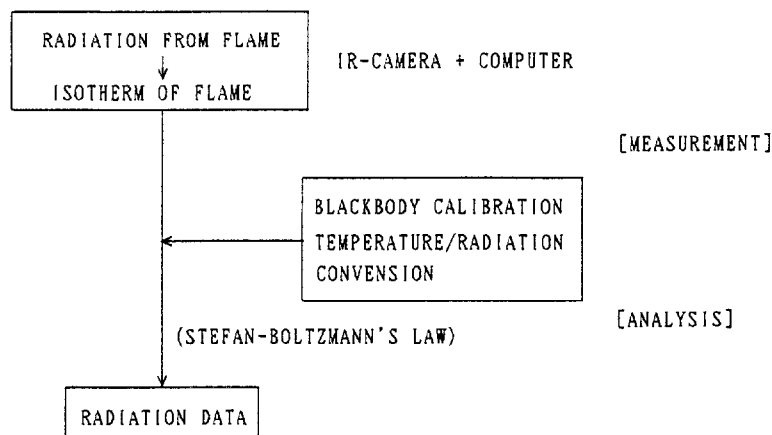 RADIATION FROM FLAME
ISOTHERM OF FLAME
IR-CAMERA + COMPUTER
[MEASUREMENT]
BLACKBODY CALIBRATION
TEMPERATURE/RADIATION
CONVENSION
[ANALYSIS]
(STEFAN-BOLTZMANN'S LAW)
RADIATION DATA